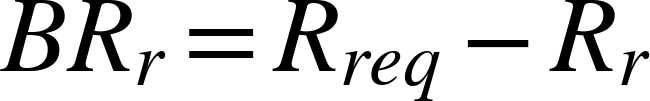 BR_r = R_req − R_r